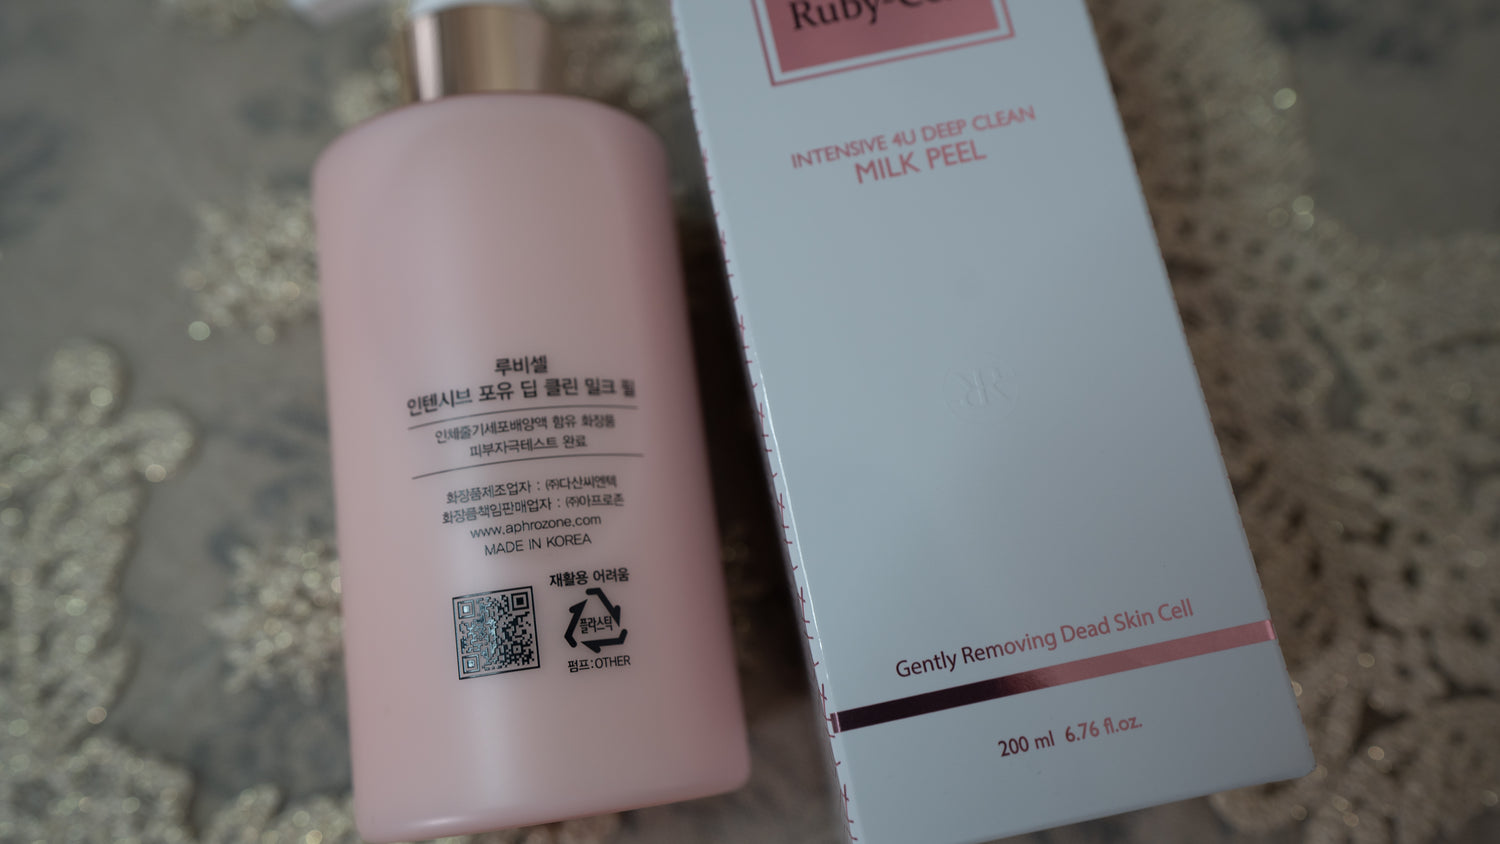 루비셀
인텐시브 포유 딥 클린 밀크 필
인체줄기세포배양액 함유 화장품
피부자극테스트 완료
화장품제조업자 : ㈜다산씨엔텍
화장품책임판매업자 : ㈜아프로존
www.aphrozone.com
MADE IN KOREA
재활용 어려움
플라스틱
펌프:OTHER
INTENSIVE 4U DEEP CLEAN
MILK PEEL
Gently Removing Dead Skin Cell
200 ml 6.76 fl.oz.